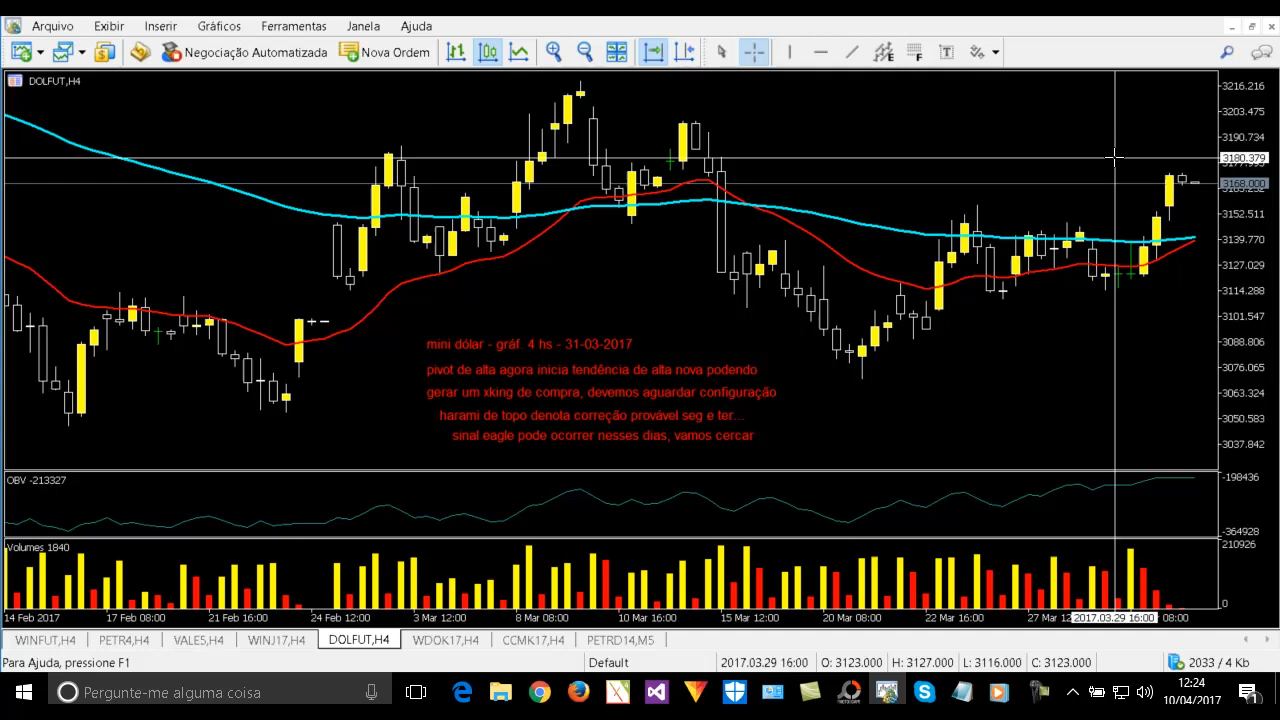 Arquivo Exibir Inserir Gráficos Ferramentas Janela Ajuda
Negociação Automatizada Nova Ordem
DOLFUT,H4
3216.216
3203.475
3190.734
3180.379
3168.000
3152.511
3139.770
3127.029
3114.288
3101.547
3088.806
3076.065
3063.324
3050.583
3037.842
mini dólar - gráf. 4 hs - 31-03-2017
pivot de alta agora inicia tendência de alta nova podendo
gerar um xking de compra, devemos aguardar configuração
harami de topo denota correção provável seg e ter...
sinal eagle pode ocorrer nesses dias, vamos cercar
OBV -213327
-198436
-364928
Volumes 1840
210926
0
14 Feb 2017 17 Feb 08:00 21 Feb 16:00 24 Feb 12:00 3 Mar 12:00 8 Mar 08:00 10 Mar 16:00 15 Mar 12:00 20 Mar 08:00 22 Mar 16:00 27 Mar 2017.03.29 16:00 08:00
WINFUT,H4 PETR4,H4 VALE5,H4 WINJ17,H4 DOLFUT,H4 WDOK17,H4 CCMK17,H4 PETRD14,M5
Para Ajuda, pressione F1 Default 2017.03.29 16:00 O: 3123.000 H: 3127.000 L: 3116.000 C: 3123.000 2033 / 4 Kb
Pergunte-me alguma coisa
12:24
10/04/2017